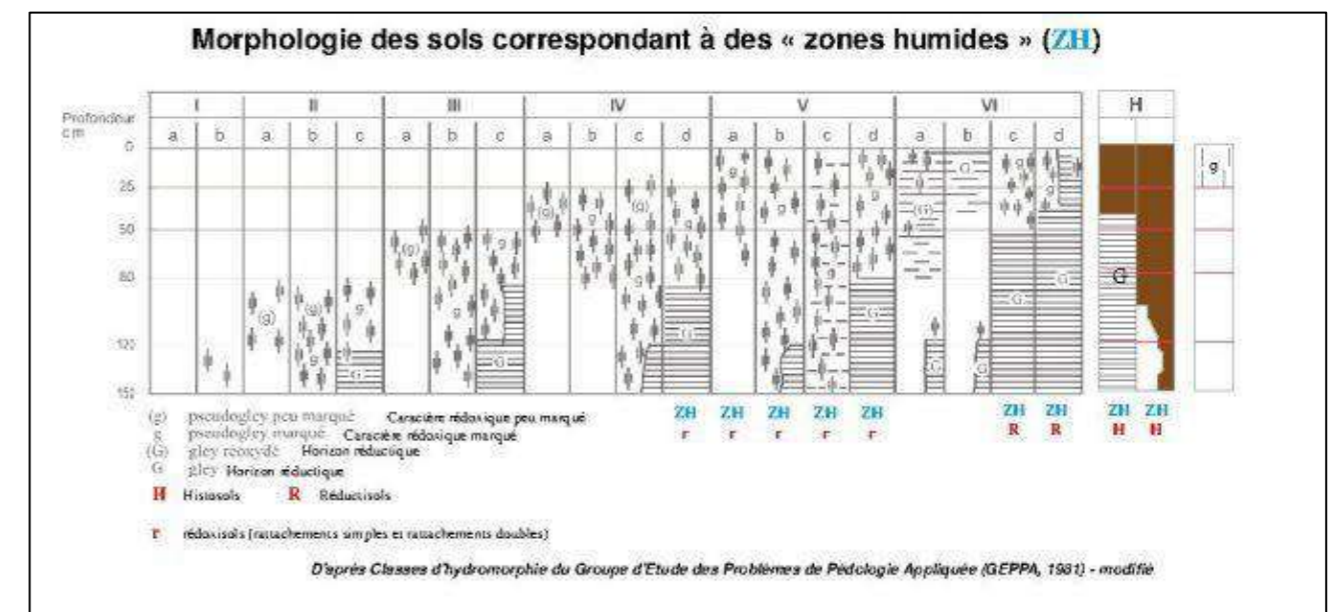 Morphologie des sols correspondant à des « zones humides » (ZH)
I II III IV V VI H
Profondeur
cm
a b a b c a b c a b c d a b c d a b c d
0
25
50
80
120
150
(g) g (g) g g (g) g g G (g) g (g) g g G g g g g G (G) G G g G g G G G g
(g) pseudogley peu marqué Caractère rédoxique peu marqué
g pseudogley marqué Caractère rédoxique marqué
(G) gley réoxydé Horizon réductique
G gley Horizon réductique
ZH ZH ZH ZH ZH ZH ZH ZH ZH
r r r r r R R H H
H Histosols R Réductisols
r rédoxisols (rattachements simples et rattachements doubles)
D'après Classes d'hydromorphie du Groupe d'Etude des Problèmes de Pédologie Appliquée (GEPPA, 1981) - modifié